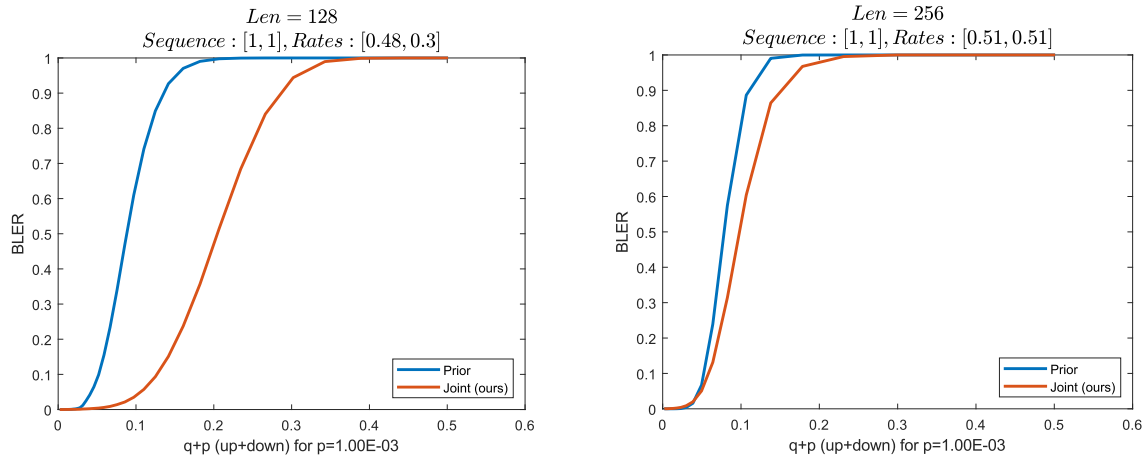 Len = 128
Sequence : [1, 1], Rates : [0.48, 0.3]
1
0.9
0.8
0.7
0.6
0.5
0.4
0.3
0.2
0.1
0
BLER
Prior
Joint (ours)
0 0.1 0.2 0.3 0.4 0.5 0.6
q+p (up+down) for p=1.00E-03
Len = 256
Sequence : [1, 1], Rates : [0.51, 0.51]
1
0.9
0.8
0.7
0.6
0.5
0.4
0.3
0.2
0.1
0
BLER
Prior
Joint (ours)
0 0.1 0.2 0.3 0.4 0.5 0.6
q+p (up+down) for p=1.00E-03